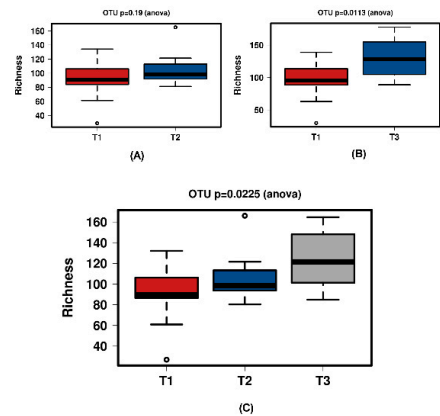 OTU p=0.19 (anova)
Richness
160
140
120
100
80
60
40
T1 T2
(A)
OTU p=0.0113 (anova)
Richness
150
100
50
T1 T3
(B)
OTU p=0.0225 (anova)
Richness
160
140
120
100
80
60
40
T1 T2 T3
(C)